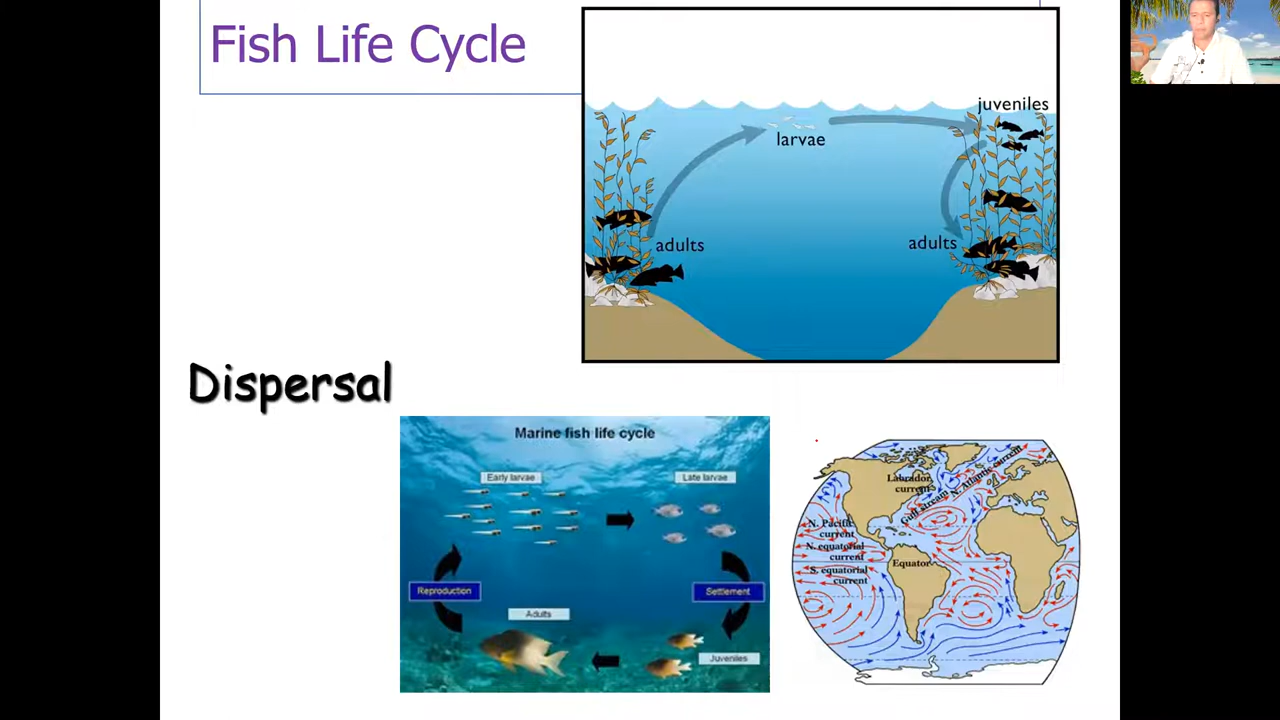 Fish Life Cycle
juveniles
larvae
adults
adults
Dispersal
Marine fish life cycle
Early larvae
Late larvae
Reproduction
Settlement
Adults
Juveniles
Labrador
current
N. Atlantic current
Gulf stream
N. Pacific
current
N. equatorial
current
Equator
S. equatorial
current